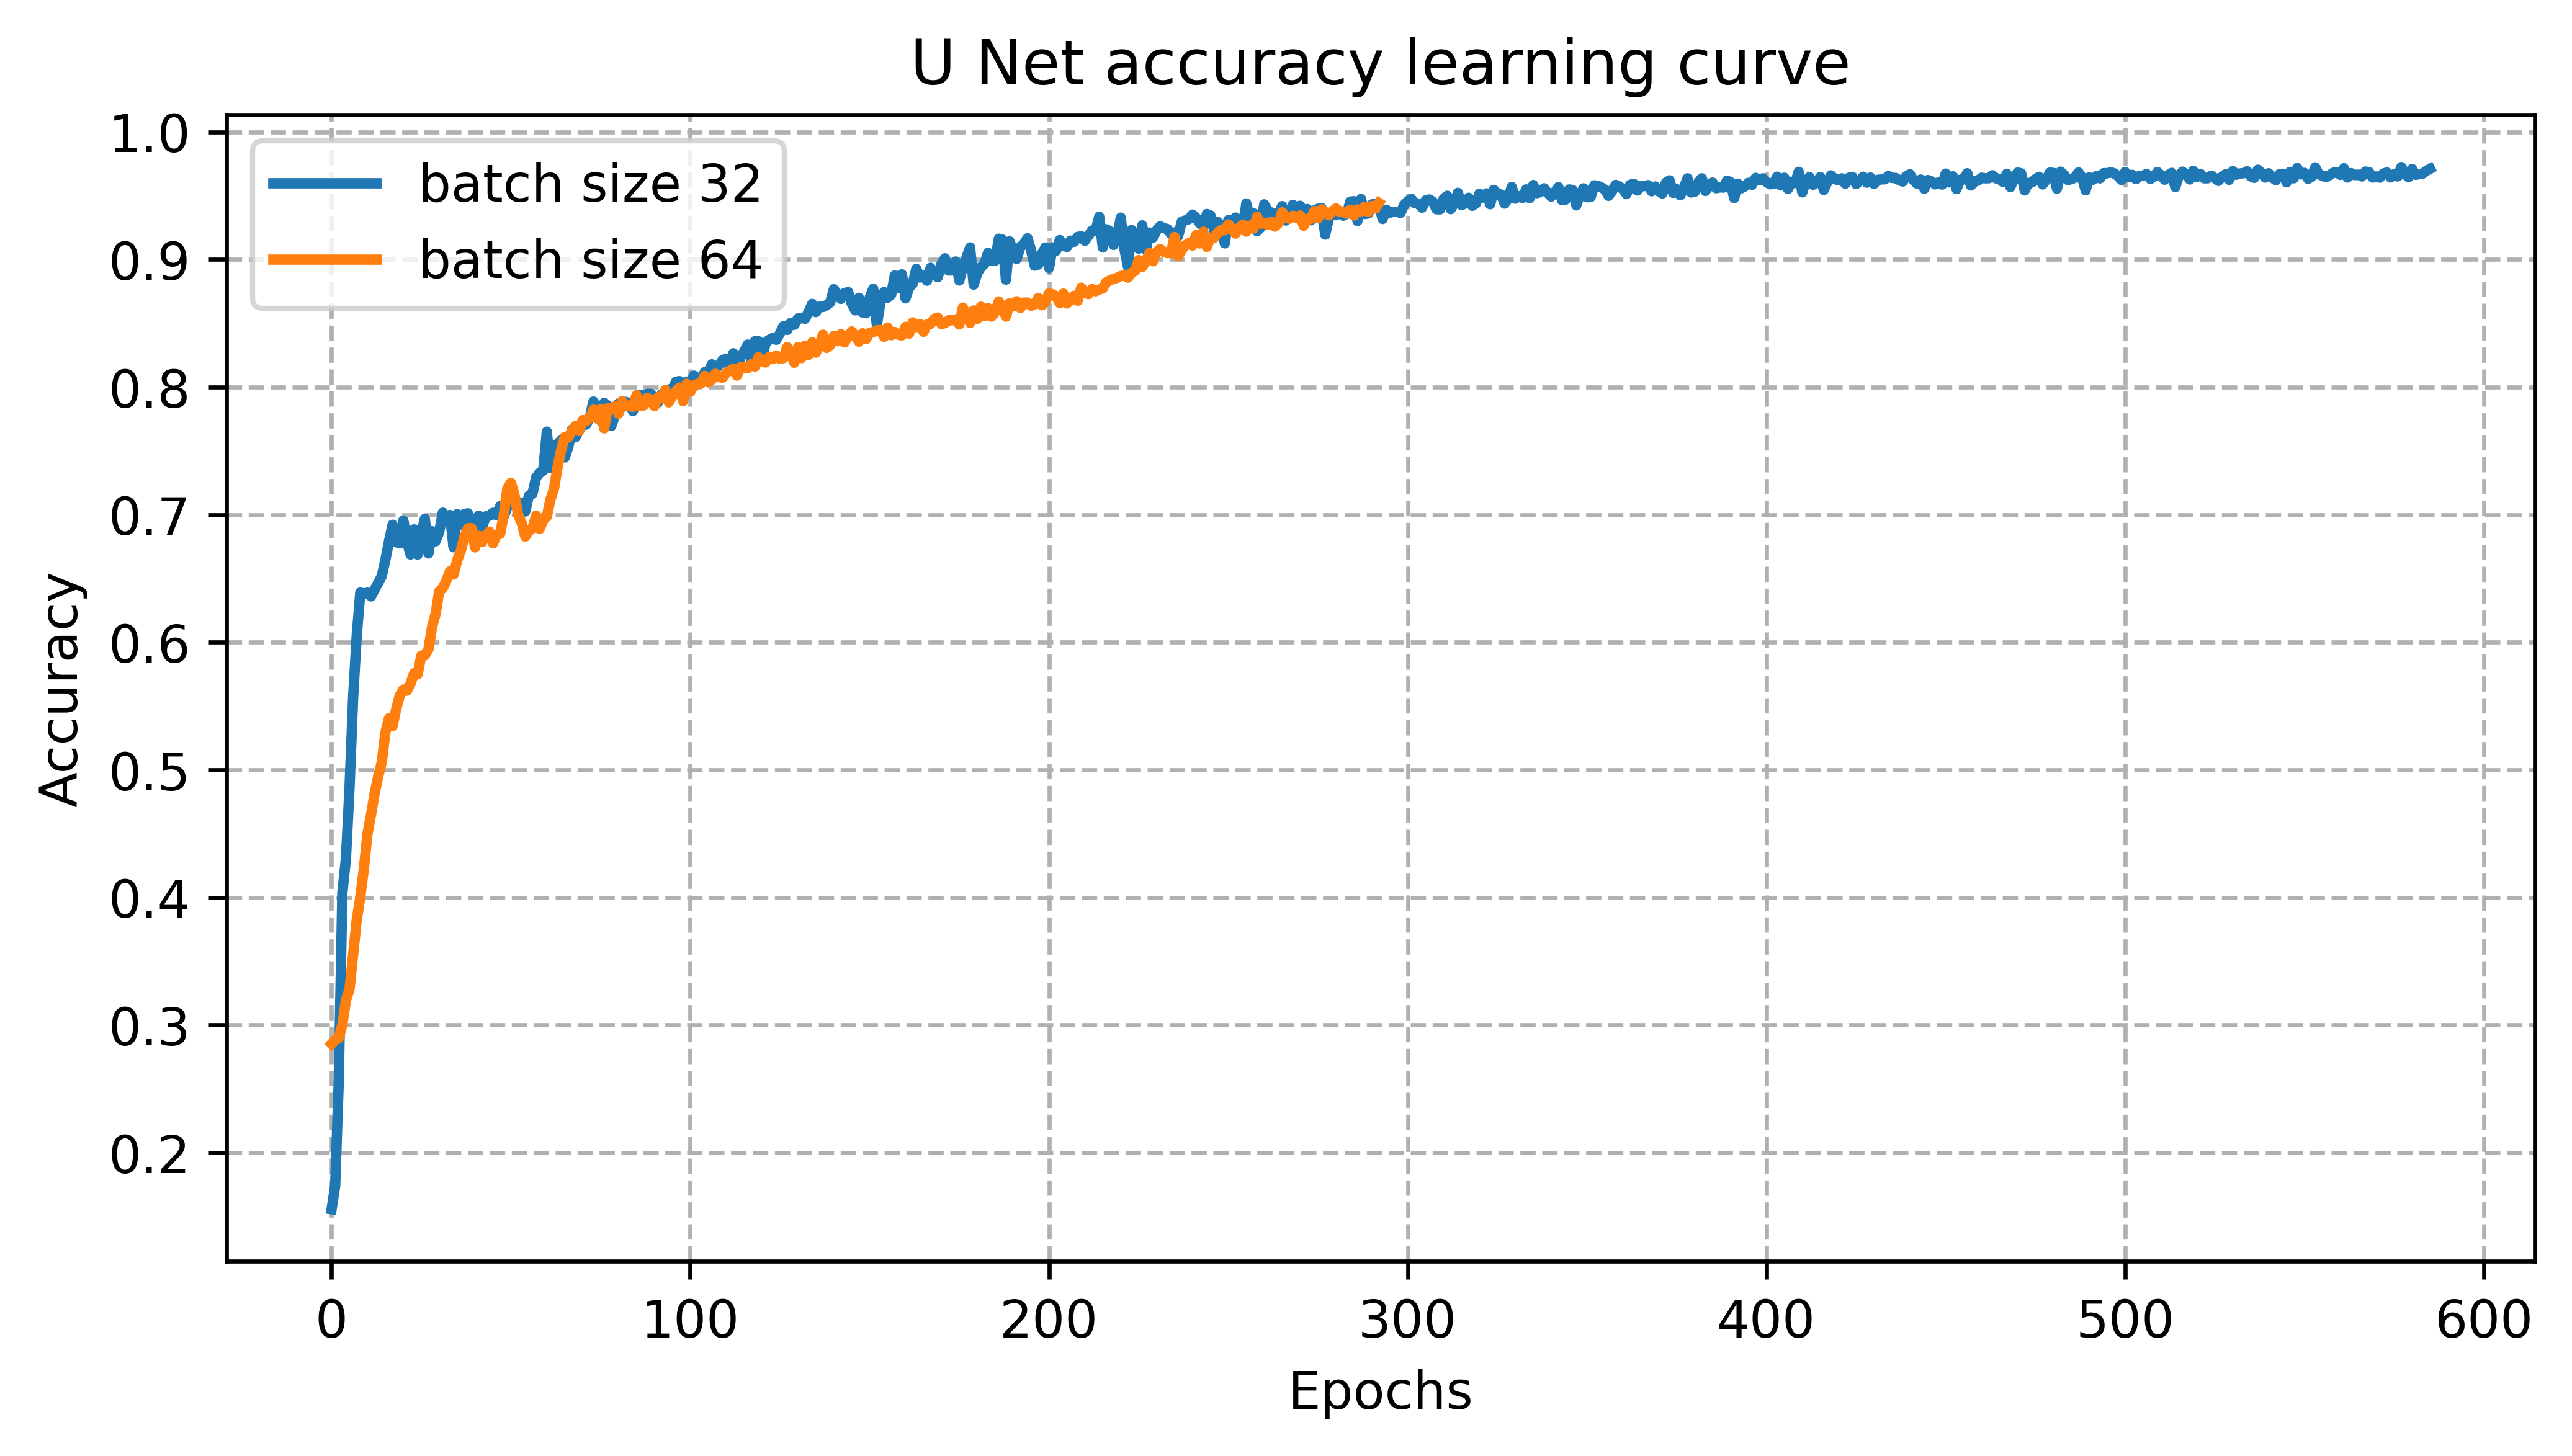 U Net accuracy learning curve
batch size 32
batch size 64
Accuracy
1.0
0.9
0.8
0.7
0.6
0.5
0.4
0.3
0.2
0 100 200 300 400 500 600
Epochs